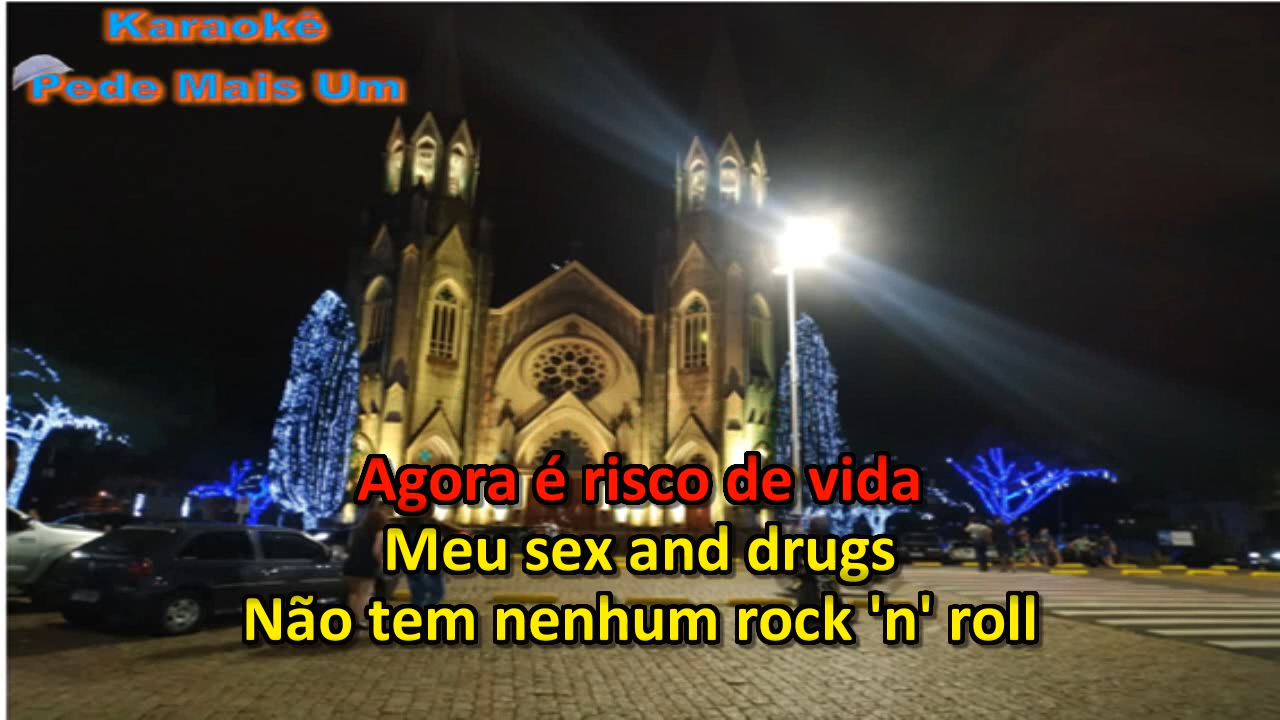 Karaokê
Pede Mais Um
Agora é risco de vida
Meu sex and drugs
Não tem nenhum rock 'n' roll